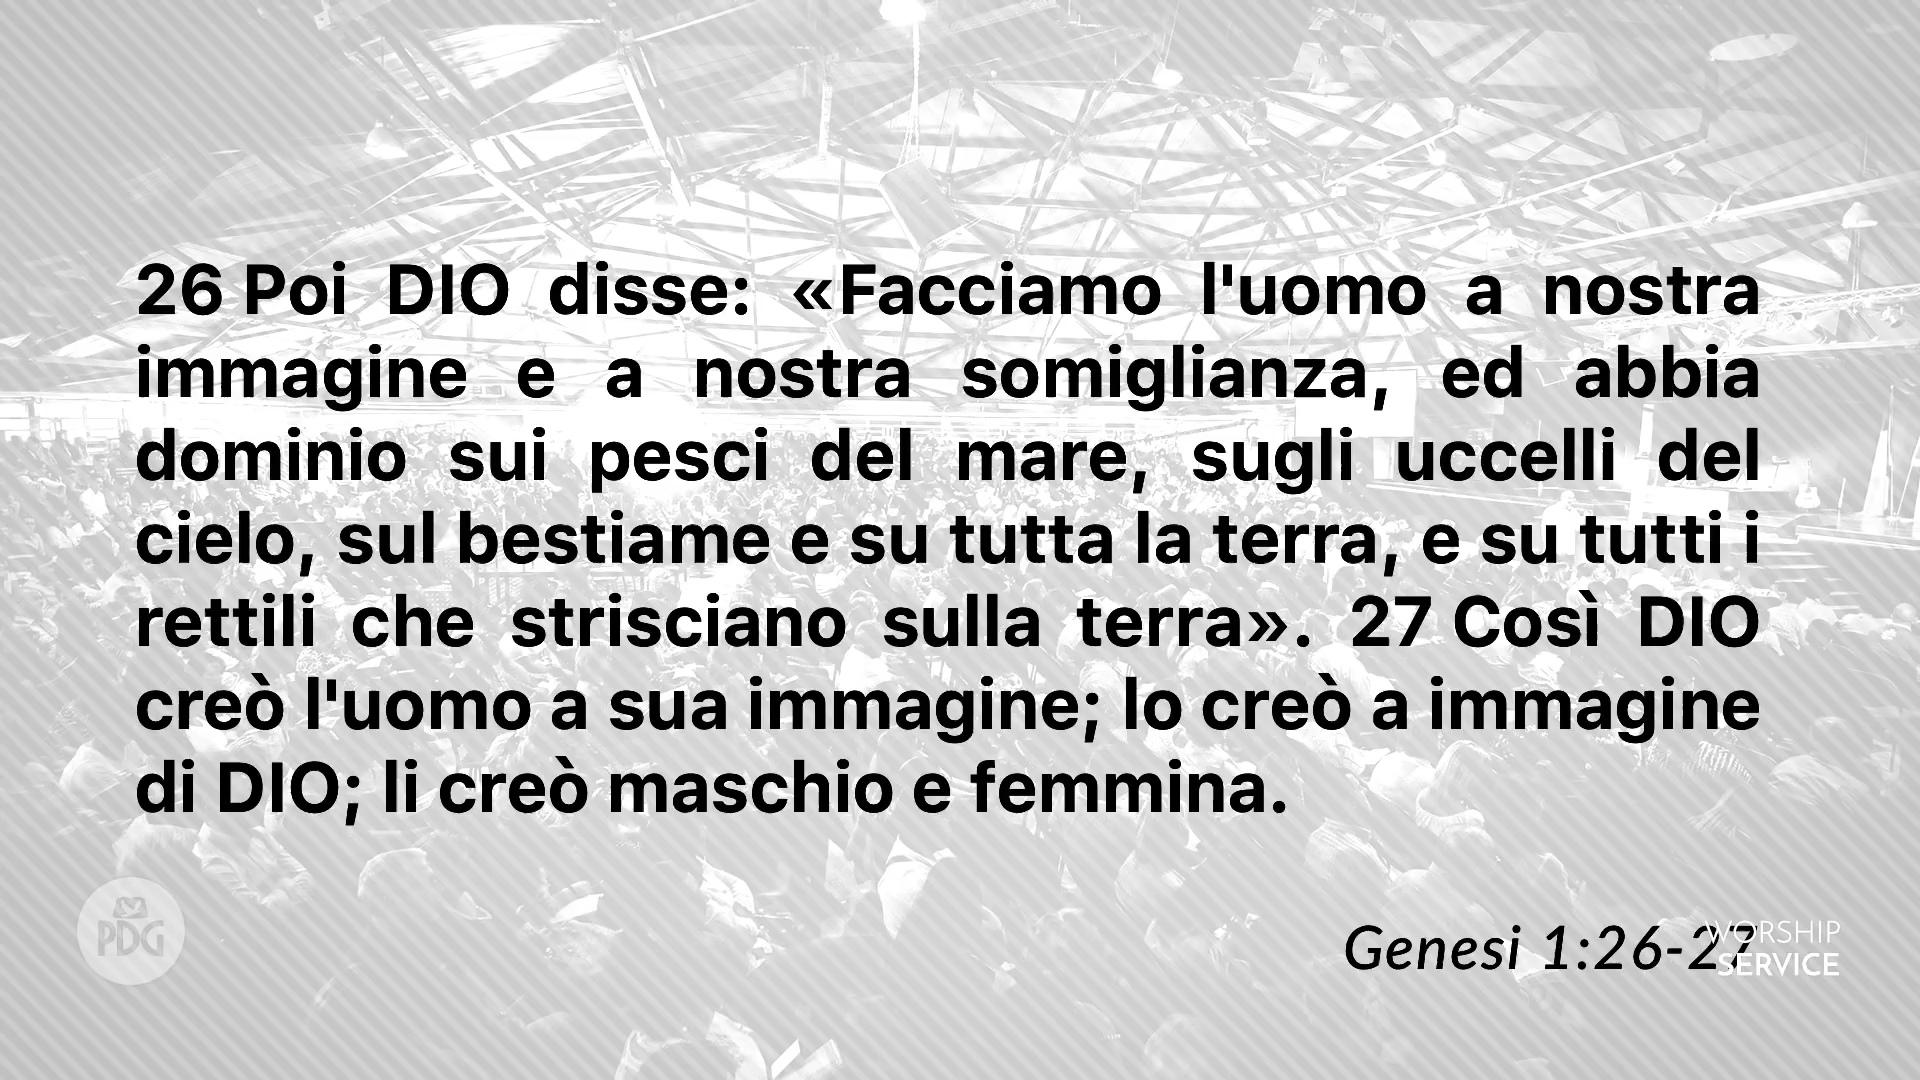 26 Poi DIO disse: «Facciamo l'uomo a nostra
immagine e a nostra somiglianza, ed abbia
dominio sui pesci del mare, sugli uccelli del
cielo, sul bestiame e su tutta la terra, e su tutti i
rettili che strisciano sulla terra». 27 Così DIO
creò l'uomo a sua immagine; lo creò a immagine
di DIO; li creò maschio e femmina.
PDG
Genesi 1:26-27
WORSHIP
SERVICE